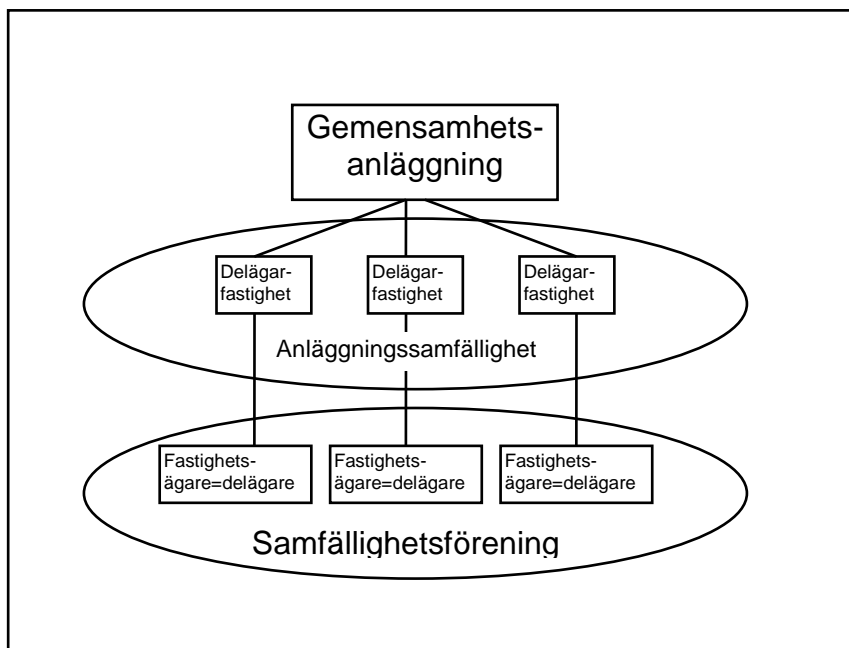 Gemensamhets-
anläggning
Delägar-
fastighet
Delägar-
fastighet
Delägar-
fastighet
Anläggningssamfällighet
Fastighets-
ägare=delägare
Fastighets-
ägare=delägare
Fastighets-
ägare=delägare
Samfällighetsförening